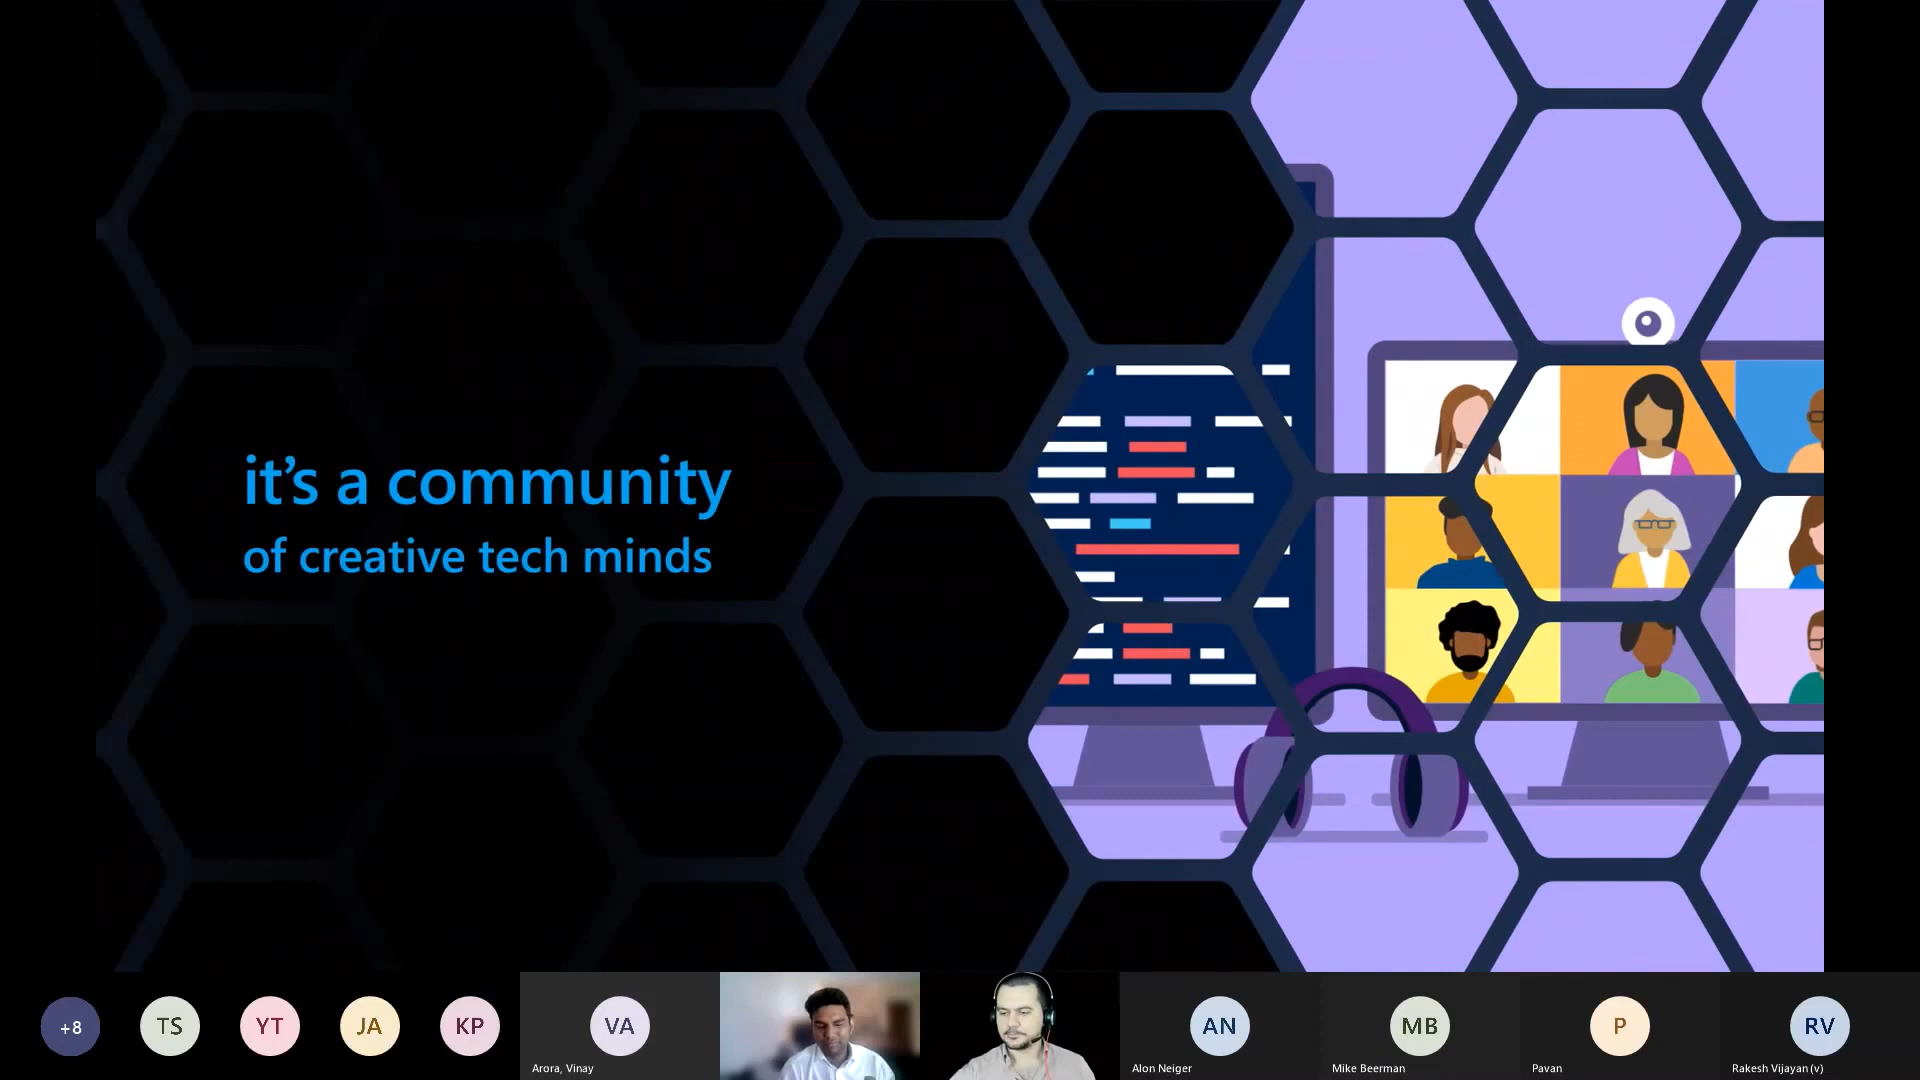 it’s a community
of creative tech minds
+8
TS
YT
JA
KP
VA
Arora, Vinay
AN
Alon Neiger
MB
Mike Beerman
P
Pavan
RV
Rakesh Vijayan (v)